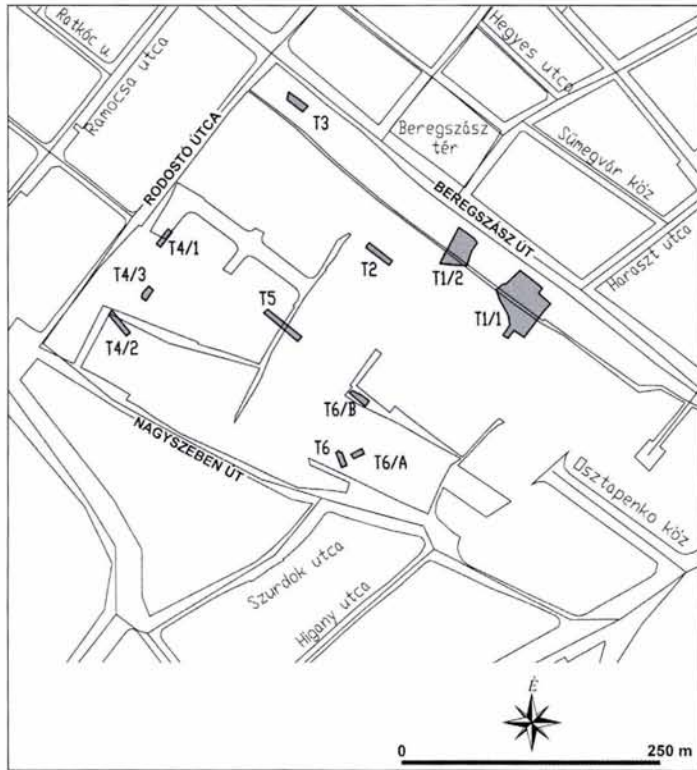 Ratkóc u.
Ramocsa utca
Hegyes utca
T3
Beregszász
tér
Sümegvár köz
RODOSTÓ ÚTCA
BEREGSZÁSZ ÚT
Haraszt utca
T4/1
T2
T1/2
T4/3
T5
T1/1
T4/2
T6/B
NAGYSZEBEN ÚT
T6
T6/A
Osztapenko köz
Szurdok utca
Higany utca
É
0
250 m